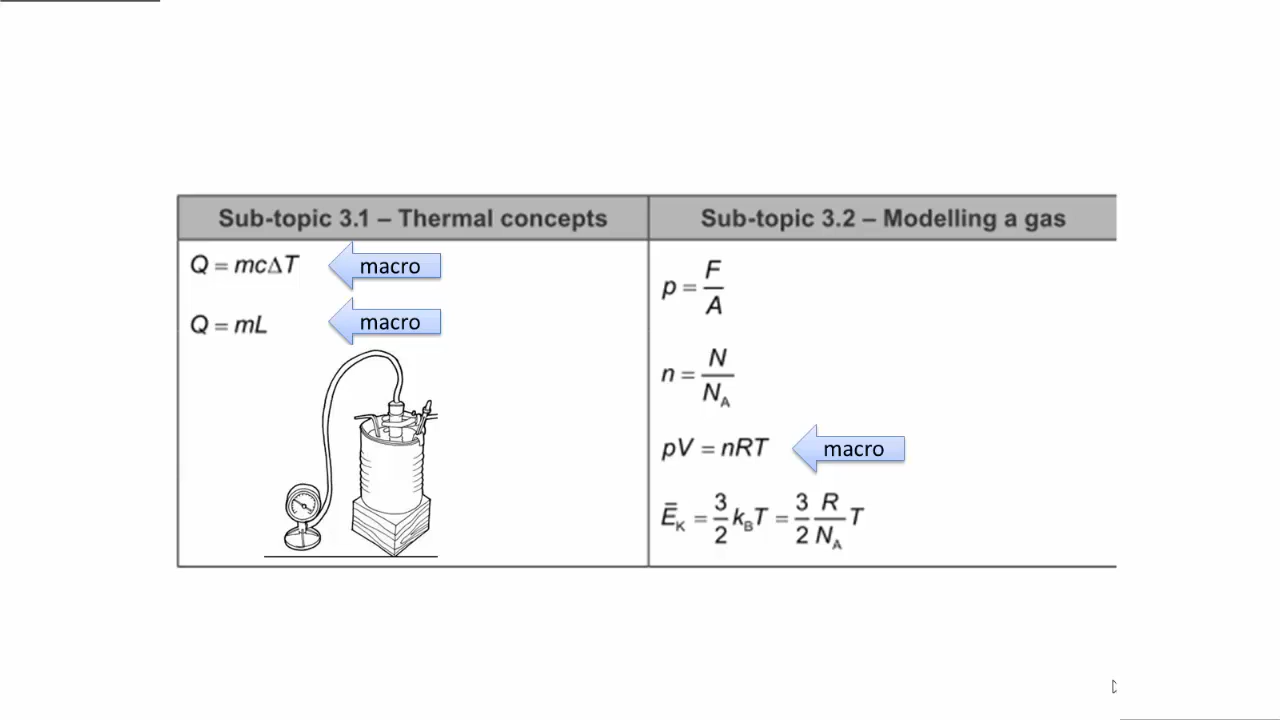 Sub-topic 3.1 – Thermal concepts
Q = mcΔT
macro
Q = mL
macro
Sub-topic 3.2 – Modelling a gas
p = F/A
n = N/N_A
pV = nRT
macro
Ē_K = 3/2 k_B T = 3/2 R/N_A T